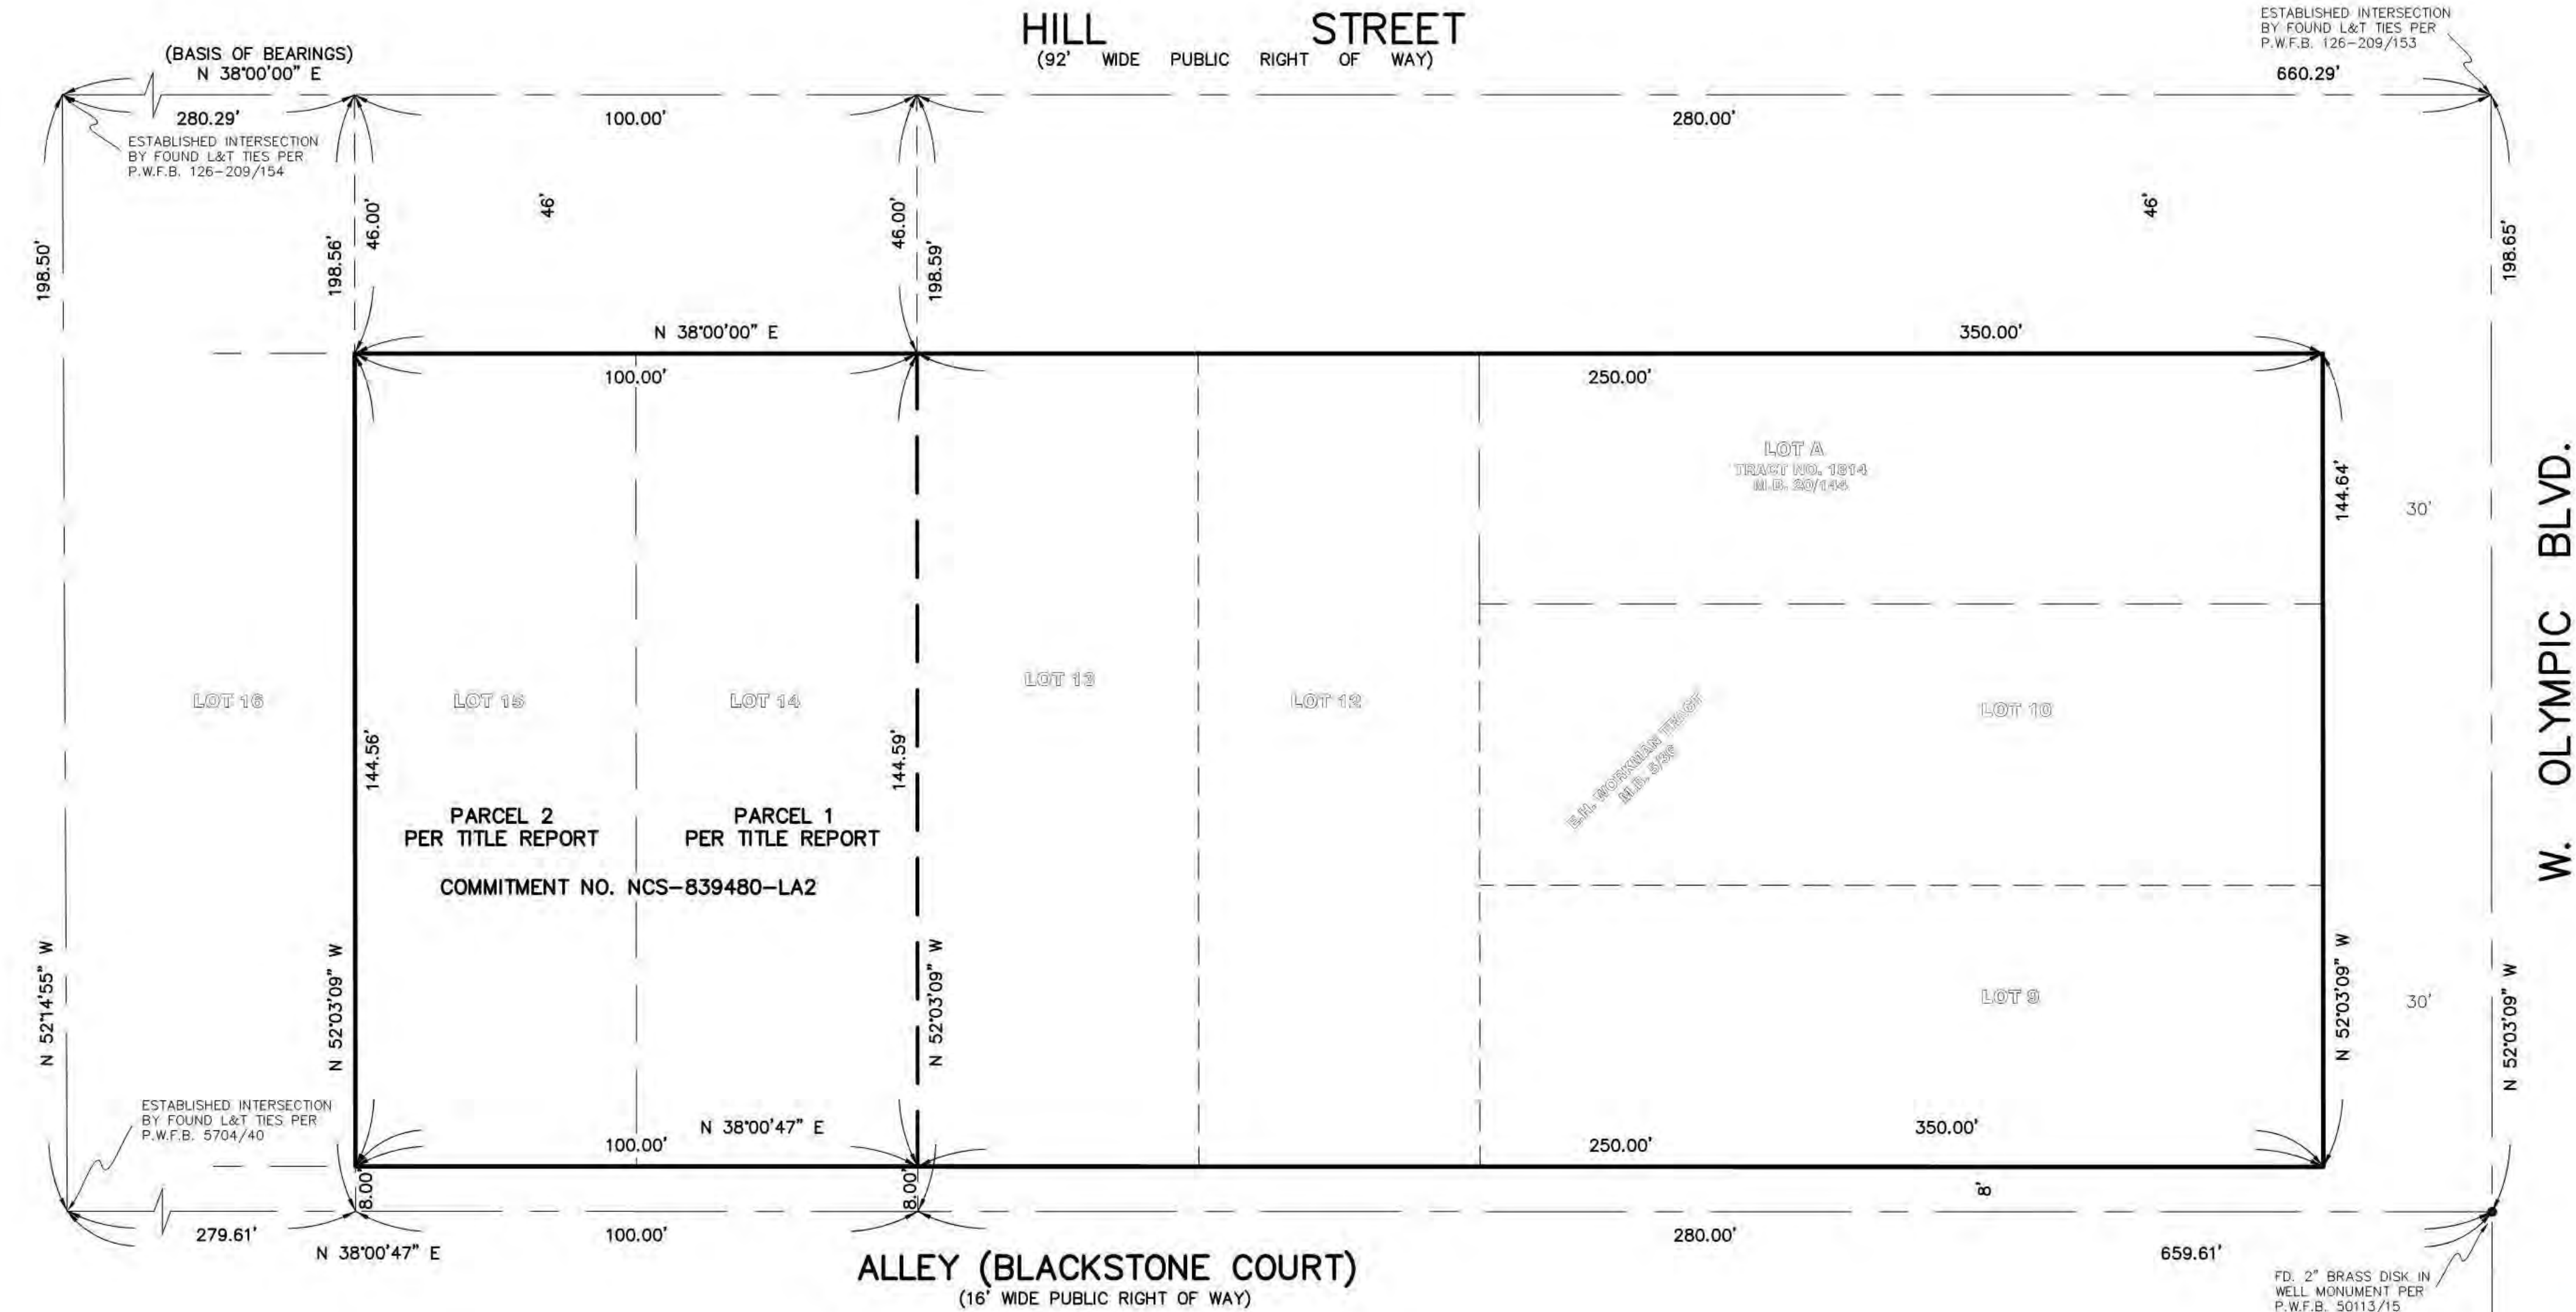 HILL STREET
(92' WIDE PUBLIC RIGHT OF WAY)
(BASIS OF BEARINGS)
N 38°00'00" E
280.29'
ESTABLISHED INTERSECTION
BY FOUND L&T TIES PER
P.W.F.B. 126-209/154
100.00'
280.00'
ESTABLISHED INTERSECTION
BY FOUND L&T TIES PER
P.W.F.B. 126-209/153
660.29'
198.50'
198.56'
46.00'
46'
46.00'
198.59'
46'
198.65'
N 38°00'00" E
350.00'
100.00'
250.00'
LOT A
TRACT NO. 1814
M.B. 20/144
144.64'
30'
W. OLYMPIC BLVD.
LOT 16
LOT 15
LOT 14
LOT 13
LOT 12
LOT 10
E.H. WORKMAN TRACT
M.B. 5/36
144.56'
144.59'
PARCEL 2
PER TITLE REPORT
PARCEL 1
PER TITLE REPORT
COMMITMENT NO. NCS-839480-LA2
N 52°14'55" W
N 52°03'09" W
N 52°03'09" W
LOT 9
N 52°03'09" W
30'
N 52°03'09" W
ESTABLISHED INTERSECTION
BY FOUND L&T TIES PER
P.W.F.B. 5704/40
100.00'
N 38°00'47" E
250.00'
350.00'
8.00'
8.00'
8'
279.61'
N 38°00'47" E
100.00'
280.00'
659.61'
ALLEY (BLACKSTONE COURT)
(16' WIDE PUBLIC RIGHT OF WAY)
FD. 2" BRASS DISK IN
WELL MONUMENT PER
P.W.F.B. 50113/15